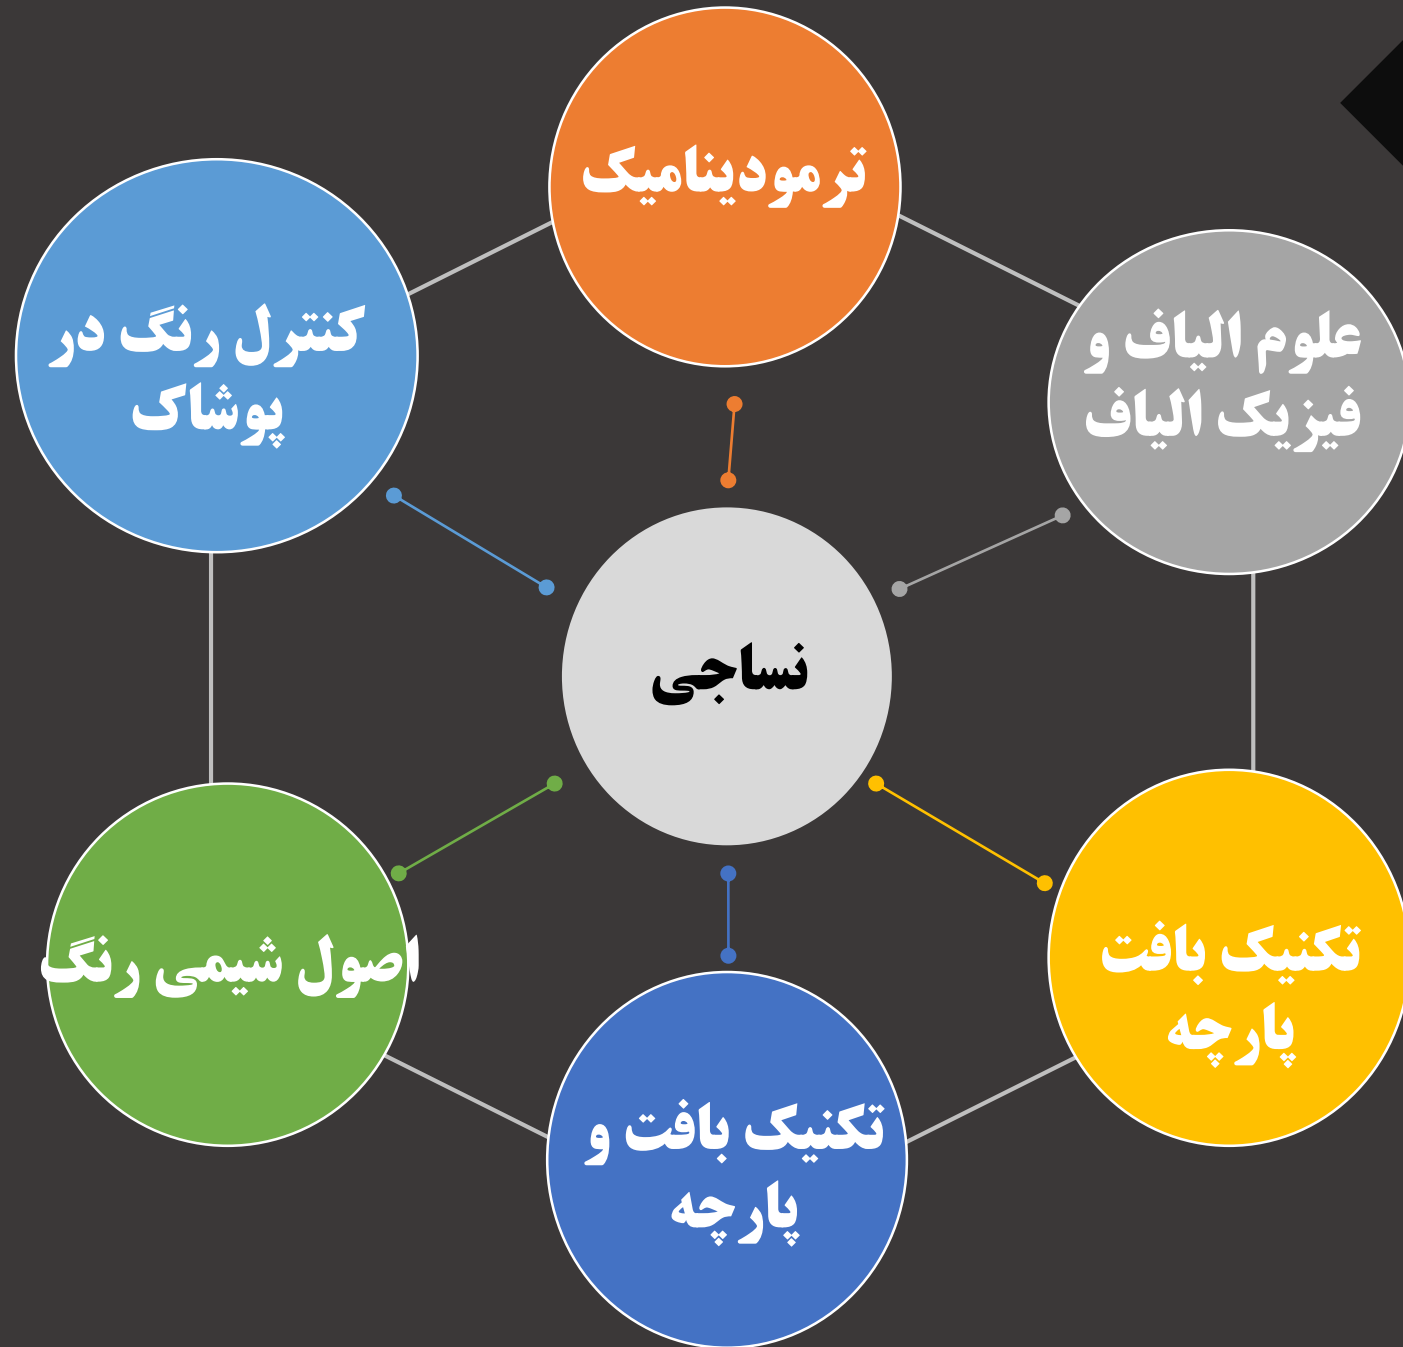 ترمودینامیک
علوم الیاف و
فیزیک الیاف
کنترل رنگ در
پوشاک
نساجی
تکنیک بافت
پارچه
اصول شیمی رنگ
تکنیک بافت و
پارچه